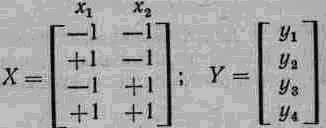 x₁ x₂
X = [ −1 −1 ; Y = [ y₁
+1 −1 y₂
−1 +1 y₃
+1 +1 ] y₄ ]